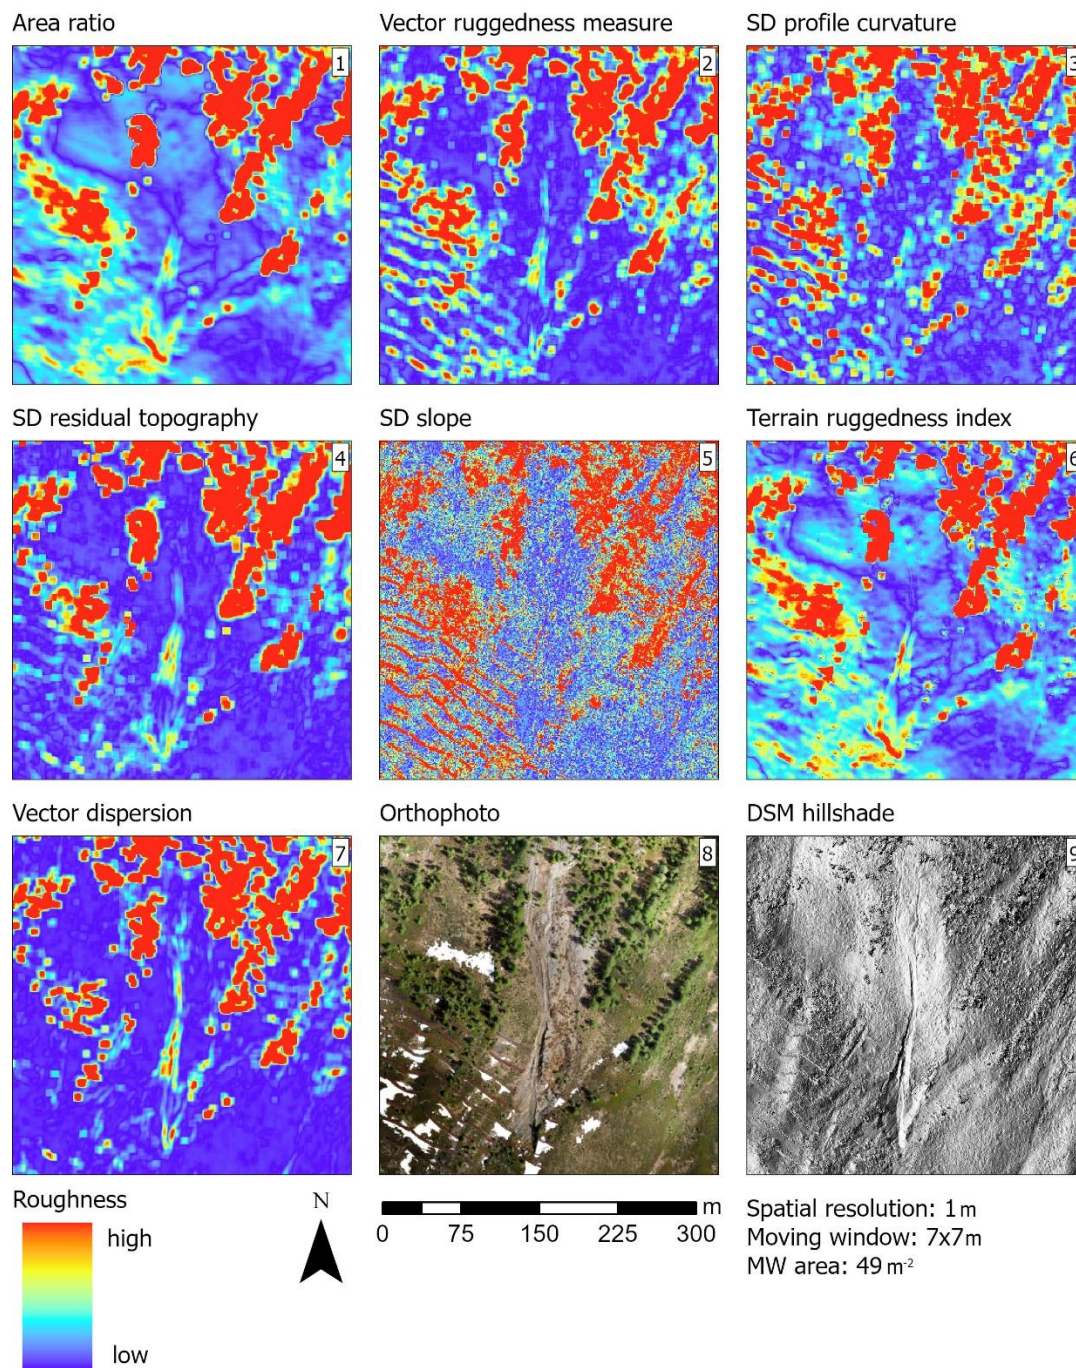 Area ratio
Vector ruggedness measure
SD profile curvature
1
2
3
SD residual topography
SD slope
Terrain ruggedness index
4
5
6
Vector dispersion
Orthophoto
DSM hillshade
7
8
9
Roughness
high
low
N
m
0 75 150 225 300
Spatial resolution: 1m
Moving window: 7x7m
MW area: 49 m⁻²